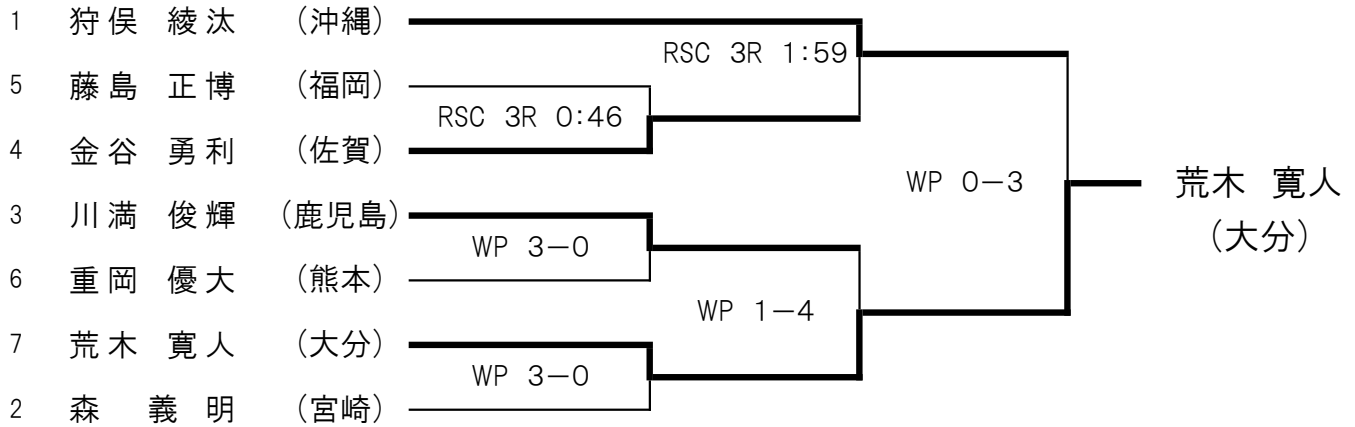 1 狩俣 綾汰 （沖縄）
RSC 3R 1:59
5 藤島 正博 （福岡）
RSC 3R 0:46
4 金谷 勇利 （佐賀）
WP 0－3
荒木 寛人
（大分）
3 川満 俊輝 （鹿児島）
WP 3－0
6 重岡 優大 （熊本）
WP 1－4
7 荒木 寛人 （大分）
WP 3－0
2 森 義明 （宮崎）